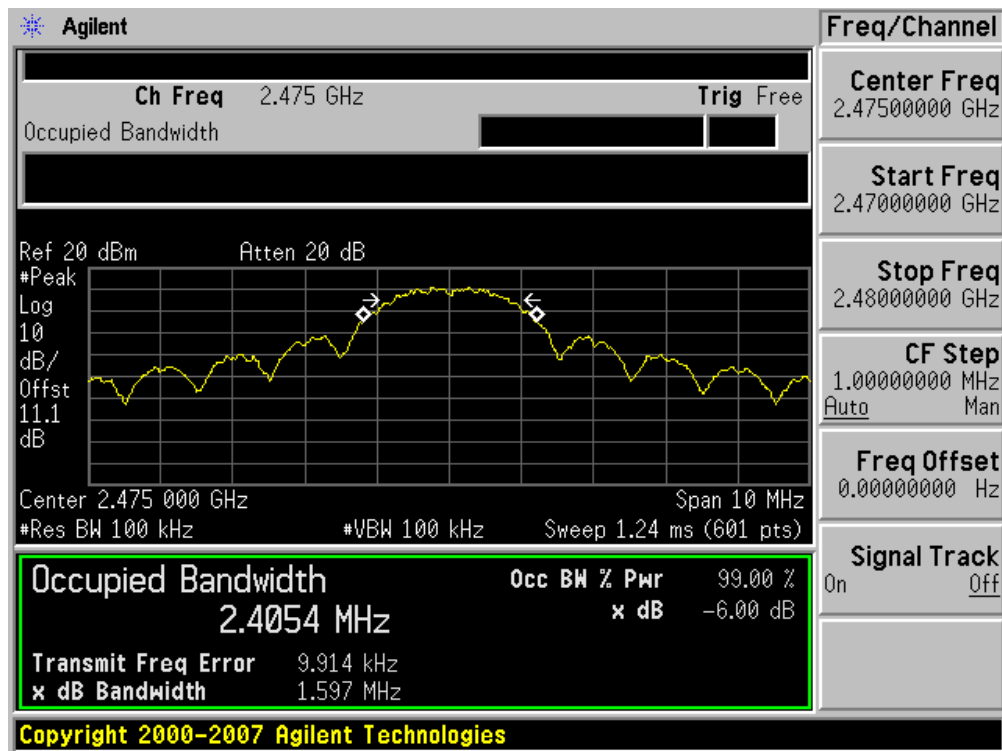 Agilent
Freq/Channel
Ch Freq 2.475 GHz Trig Free
Occupied Bandwidth
Center Freq
2.47500000 GHz
Start Freq
2.47000000 GHz
Stop Freq
2.48000000 GHz
CF Step
1.00000000 MHz
Auto Man
Freq Offset
0.00000000 Hz
Signal Track
On Off
Ref 20 dBm Atten 20 dB
#Peak
Log
10
dB/
Offst
11.1
dB
Center 2.475 000 GHz Span 10 MHz
#Res BW 100 kHz #VBW 100 kHz Sweep 1.24 ms (601 pts)
Occupied Bandwidth
2.4054 MHz
Occ BW % Pwr 99.00 %
x dB -6.00 dB
Transmit Freq Error 9.914 kHz
x dB Bandwidth 1.597 MHz
Copyright 2000-2007 Agilent Technologies